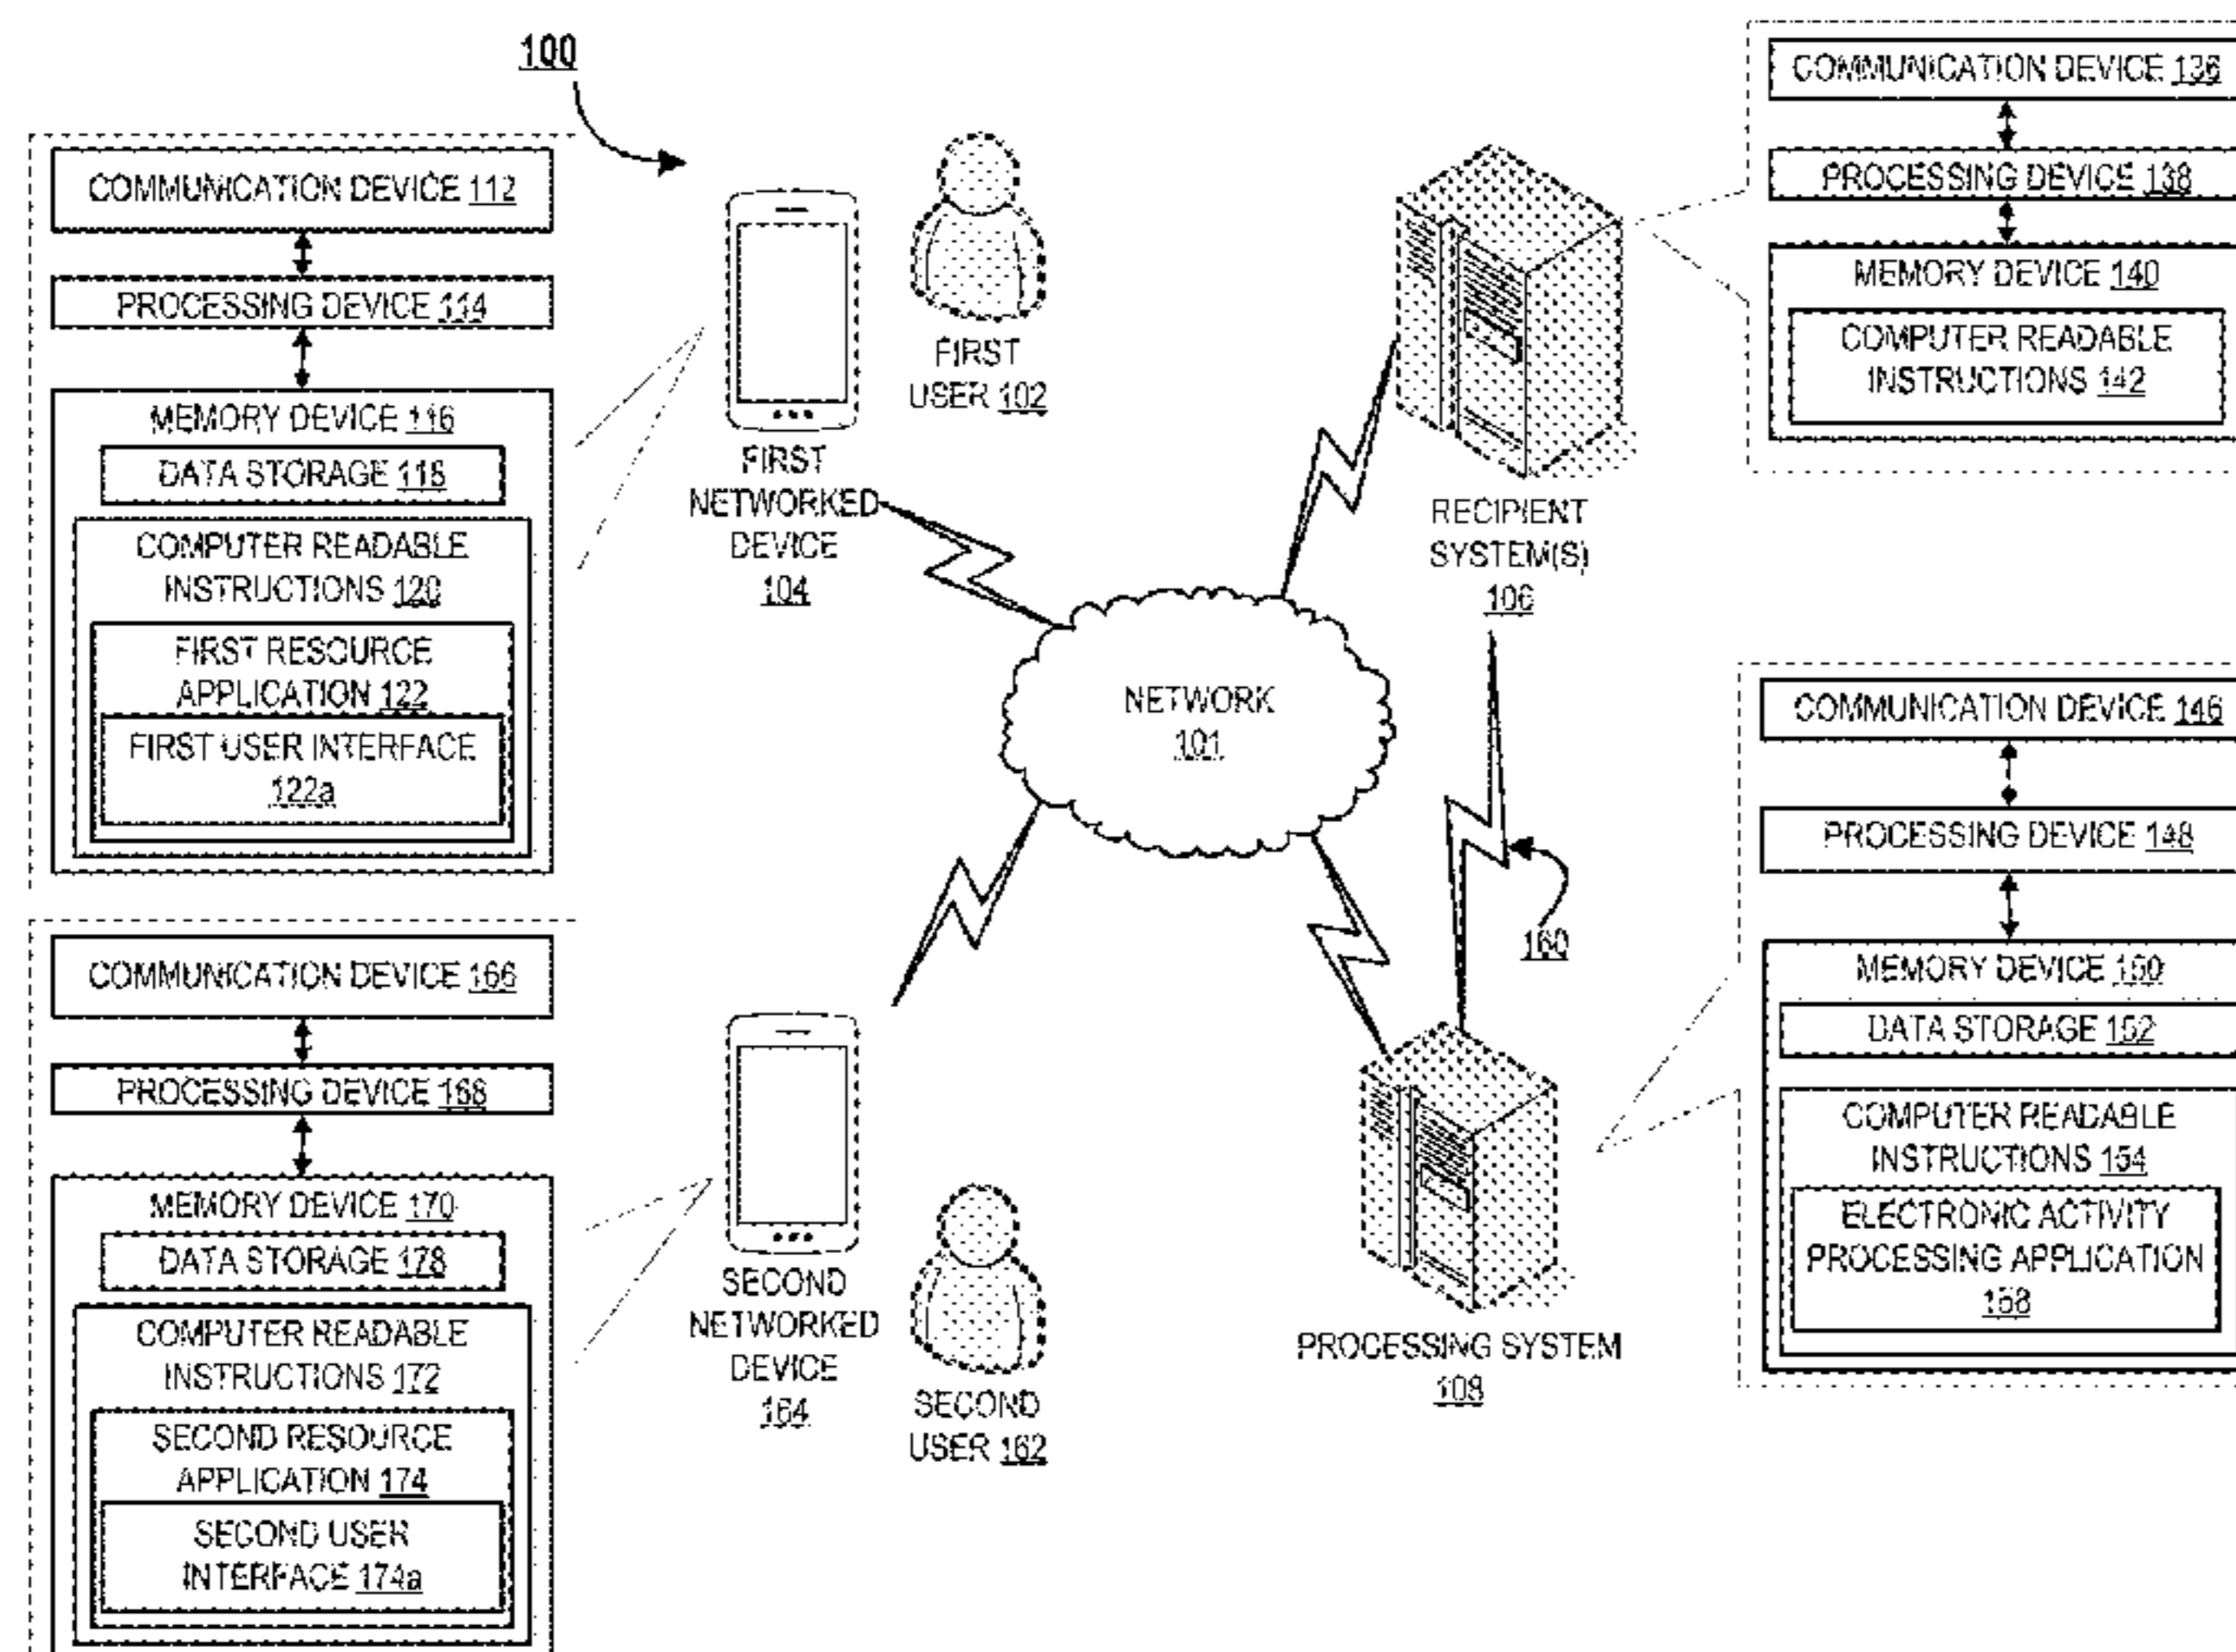 100
COMMUNICATION DEVICE 112
PROCESSING DEVICE 114
MEMORY DEVICE 116
DATA STORAGE 118
COMPUTER READABLE
INSTRUCTIONS 120
FIRST RESOURCE
APPLICATION 122
FIRST USER INTERFACE
122a
COMMUNICATION DEVICE 166
PROCESSING DEVICE 168
MEMORY DEVICE 170
DATA STORAGE 178
COMPUTER READABLE
INSTRUCTIONS 172
SECOND RESOURCE
APPLICATION 174
SECOND USER
INTERFACE 174a
FIRST
USER 102
FIRST
NETWORKED
DEVICE
104
NETWORK
101
SECOND
NETWORKED
DEVICE
164
SECOND
USER 162
RECIPIENT
SYSTEM(S)
106
160
PROCESSING SYSTEM
108
COMMUNICATION DEVICE 136
PROCESSING DEVICE 138
MEMORY DEVICE 140
COMPUTER READABLE
INSTRUCTIONS 142
COMMUNICATION DEVICE 146
PROCESSING DEVICE 148
MEMORY DEVICE 150
DATA STORAGE 152
COMPUTER READABLE
INSTRUCTIONS 154
ELECTRONIC ACTIVITY
PROCESSING APPLICATION
158